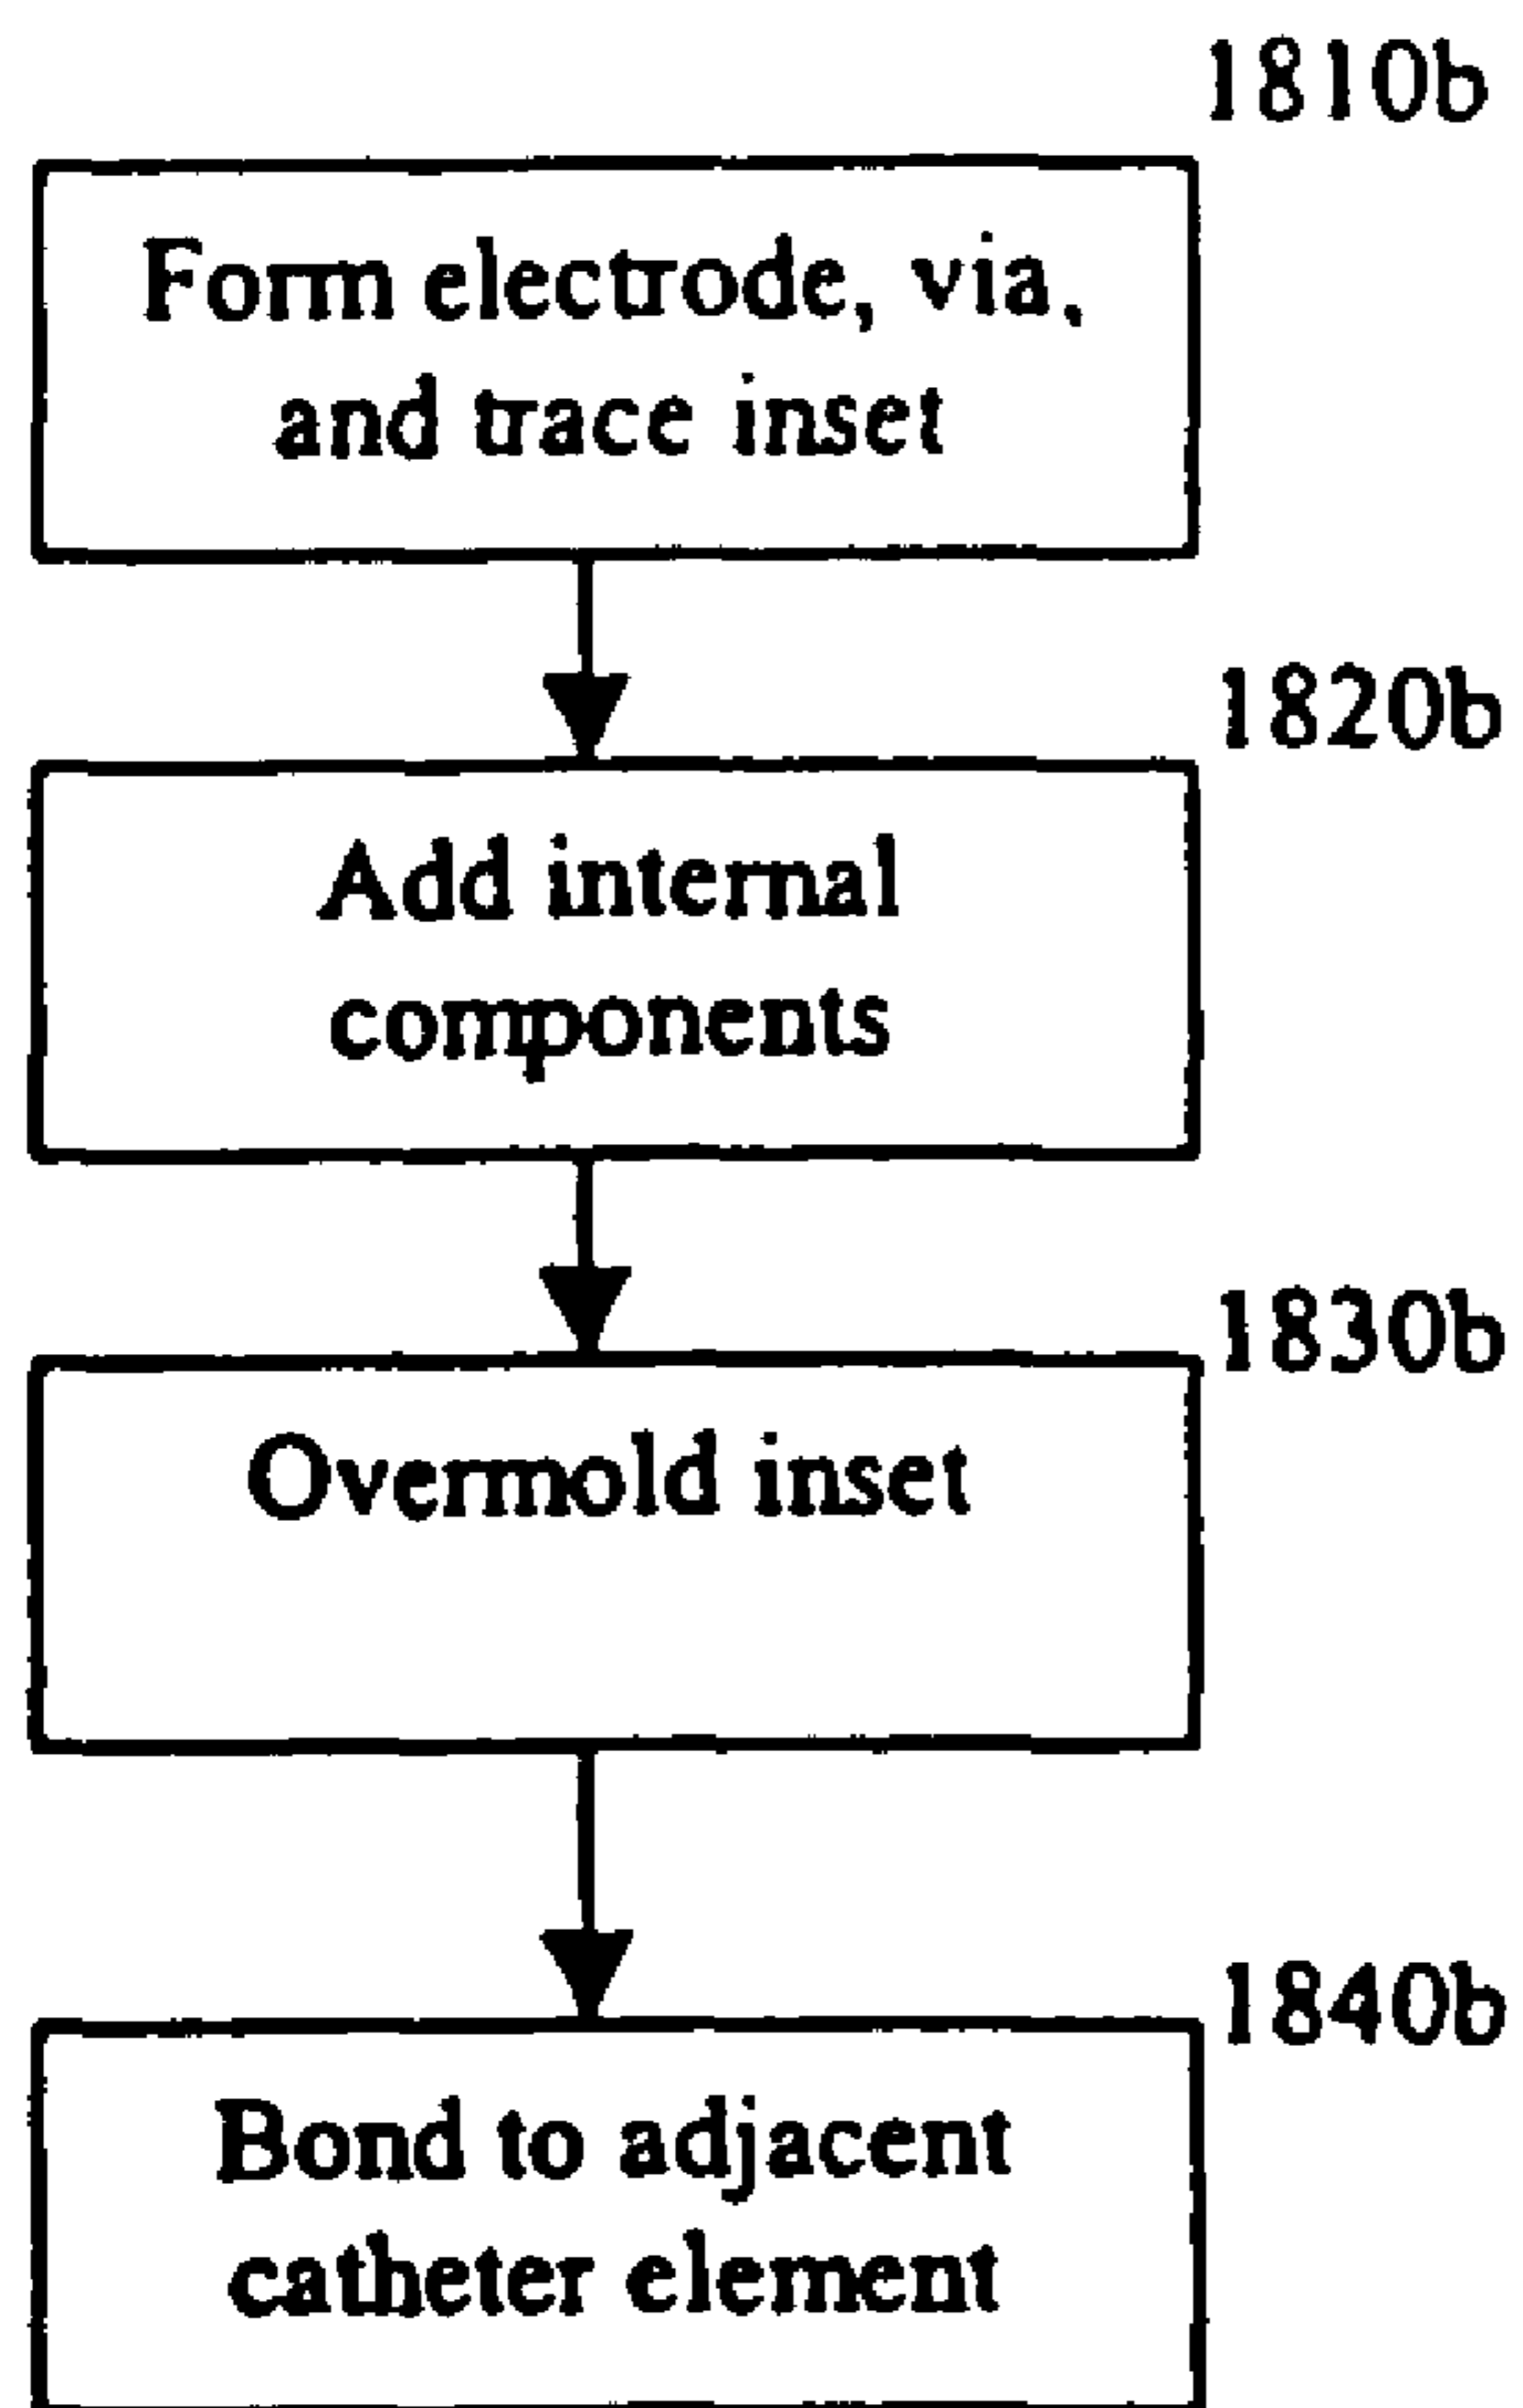 1810b
Form electrode, via,
and trace inset
1820b
Add internal
components
1830b
Overmold inset
1840b
Bond to adjacent
catheter element